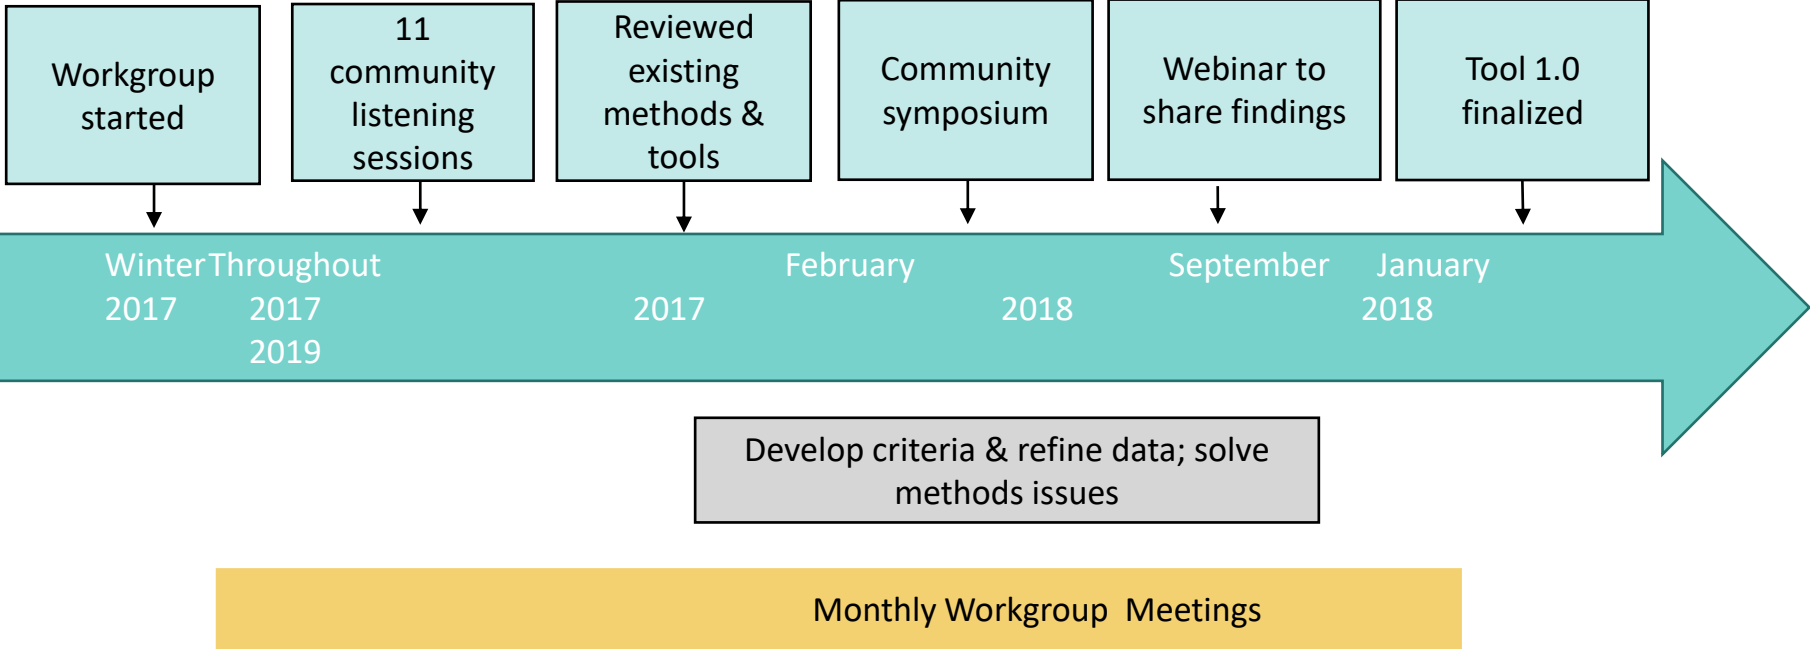 Workgroup
started
11
community
listening
sessions
Reviewed
existing
methods &
tools
Community
symposium
Webinar to
share findings
Tool 1.0
finalized
Winter Throughout February September January
2017 2017 2017 2018 2018
2019
Develop criteria & refine data; solve
methods issues
Monthly Workgroup Meetings